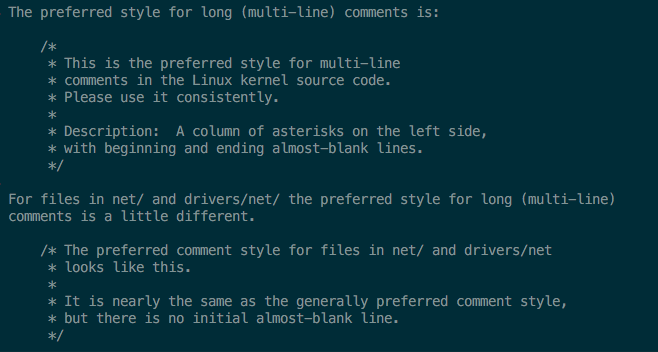 The preferred style for long (multi-line) comments is:

    /*
     * This is the preferred style for multi-line
     * comments in the Linux kernel source code.
     * Please use it consistently.
     *
     * Description:  A column of asterisks on the left side,
     * with beginning and ending almost-blank lines.
     */

For files in net/ and drivers/net/ the preferred style for long (multi-line)
comments is a little different.

    /* The preferred comment style for files in net/ and drivers/net
     * looks like this.
     *
     * It is nearly the same as the generally preferred comment style,
     * but there is no initial almost-blank line.
     */